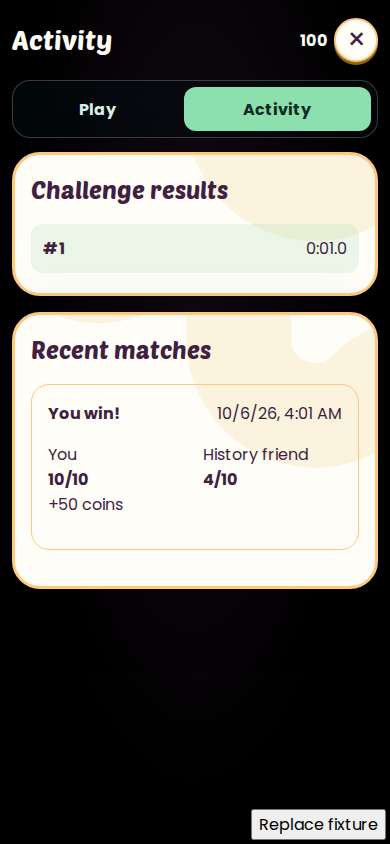 Activity
100
×
Play
Activity
Challenge results
#1
0:01.0
Recent matches
You win!
10/6/26, 4:01 AM
You
History friend
10/10
4/10
+50 coins
Replace fixture